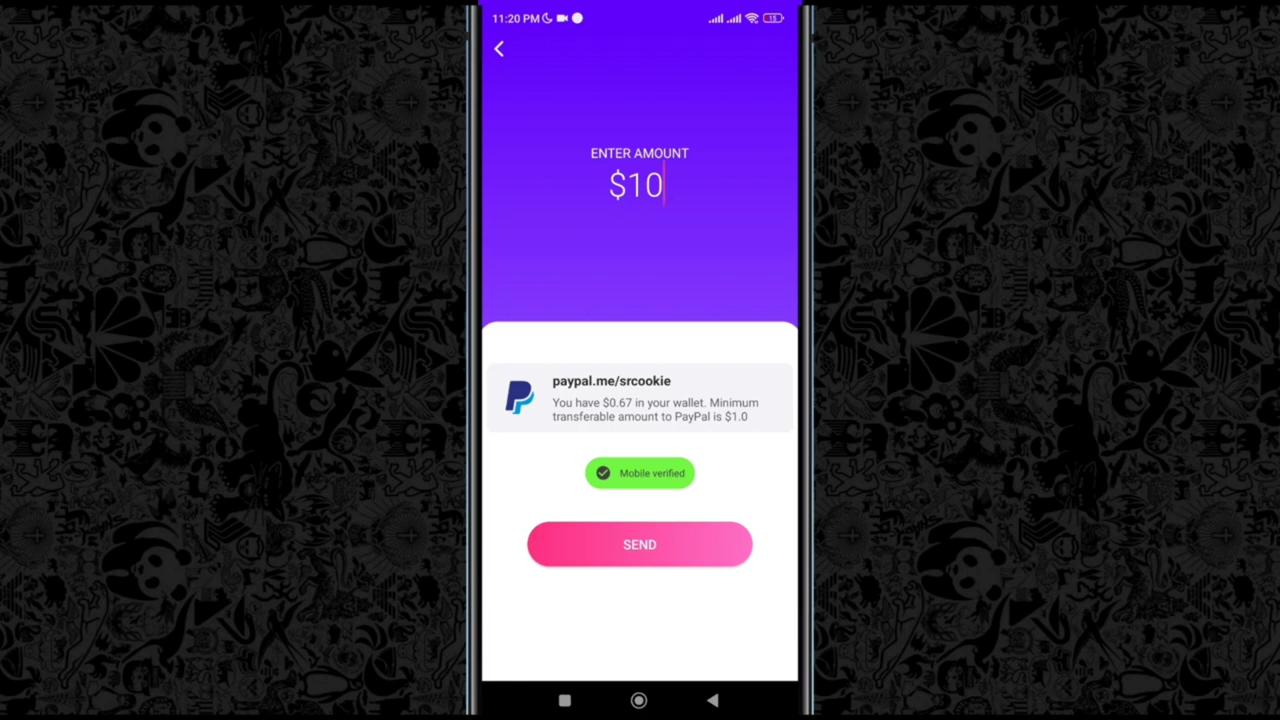 11:20 PM
15
ENTER AMOUNT
$10
paypal.me/srcookie
You have $0.67 in your wallet. Minimum
transferable amount to PayPal is $1.0
Mobile verified
SEND